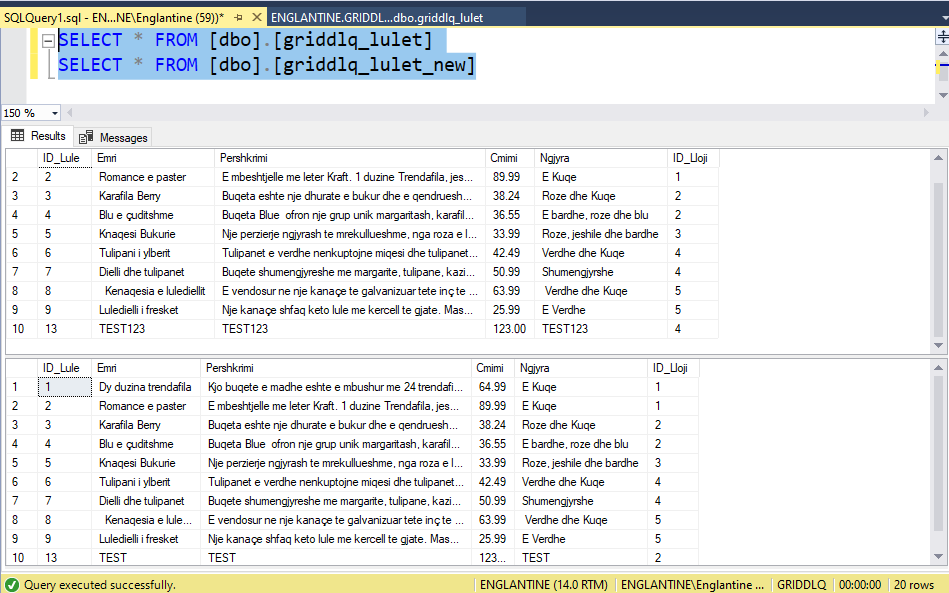 SQLQuery1.sql - EN...NE\Englantine (59))* ENGLANTINE.GRIDDL...dbo.griddlq_lulet
SELECT * FROM [dbo].[griddlq_lulet]
SELECT * FROM [dbo].[griddlq_lulet_new]
150 %
Results Messages
ID_Lule Emri Pershkrimi Cmimi Ngjyra ID_Lloji
2 2 Romance e paster E mbeshtjelle me leter Kraft. 1 duzine Trendafila, jes... 89.99 E Kuqe 1
3 3 Karafila Berry Buqeta eshte nje dhurate e bukur dhe e qendruesh... 38.24 Roze dhe Kuqe 2
4 4 Blu e çuditshme Buqeta Blue ofron nje grup unik margaritash, karafil... 36.55 E bardhe, roze dhe blu 2
5 5 Knaqesi Bukurie Nje perzierje ngjyrash te mrekullueshme, nga roza e l... 33.99 Roze, jeshile dhe bardhe 3
6 6 Tulipani i ylberit Tulipanet e verdhe nenkuptojne miqesi dhe tulipanet... 42.49 Verdhe dhe Kuqe 4
7 7 Dielli dhe tulipanet Buqete shumengjyreshe me margarite, tulipane, kazi... 50.99 Shumengjyrshe 4
8 8 Kenaqesia e lulediellit E vendosur ne nje kanaçe te galvanizuar tete inç te ... 63.99 Verdhe dhe Kuqe 5
9 9 Luledielli i fresket Nje kanaçe shfaq keto lule me kercell te gjate. Mas... 25.99 E Verdhe 5
10 13 TEST123 TEST123 123.00 TEST123 4
ID_Lule Emri Pershkrimi Cmimi Ngjyra ID_Lloji
1 1 Dy duzina trendafila Kjo buqete e madhe eshte e mbushur me 24 trendafi... 64.99 E Kuqe 1
2 2 Romance e paster E mbeshtjelle me leter Kraft. 1 duzine Trendafila, jes... 89.99 E Kuqe 1
3 3 Karafila Berry Buqeta eshte nje dhurate e bukur dhe e qendruesh... 38.24 Roze dhe Kuqe 2
4 4 Blu e çuditshme Buqeta Blue ofron nje grup unik margaritash, karafil... 36.55 E bardhe, roze dhe blu 2
5 5 Knaqesi Bukurie Nje perzierje ngjyrash te mrekullueshme, nga roza e l... 33.99 Roze, jeshile dhe bardhe 3
6 6 Tulipani i ylberit Tulipanet e verdhe nenkuptojne miqesi dhe tulipanet... 42.49 Verdhe dhe Kuqe 4
7 7 Dielli dhe tulipanet Buqete shumengjyreshe me margarite, tulipane, kazi... 50.99 Shumengjyrshe 4
8 8 Kenaqesia e lule... E vendosur ne nje kanaçe te galvanizuar tete inç te ... 63.99 Verdhe dhe Kuqe 5
9 9 Luledielli i fresket Nje kanaçe shfaq keto lule me kercell te gjate. Mas... 25.99 E Verdhe 5
10 13 TEST TEST 123... TEST 2
Query executed successfully. ENGLANTINE (14.0 RTM) ENGLANTINE\Englantine ... GRIDDLQ 00:00:00 20 rows